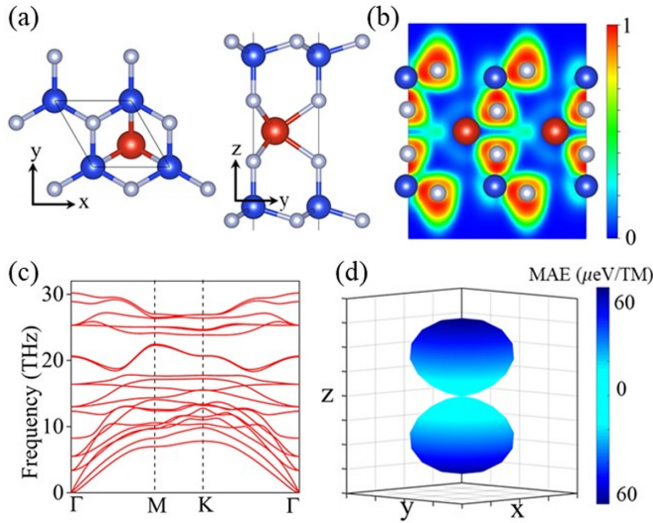 (a)
y
x
z
y
(b)
1
0
(c)
Frequency (THz)
30
20
10
0
Γ
M
K
Γ
(d)
MAE (μeV/TM)
60
0
60
z
y
x